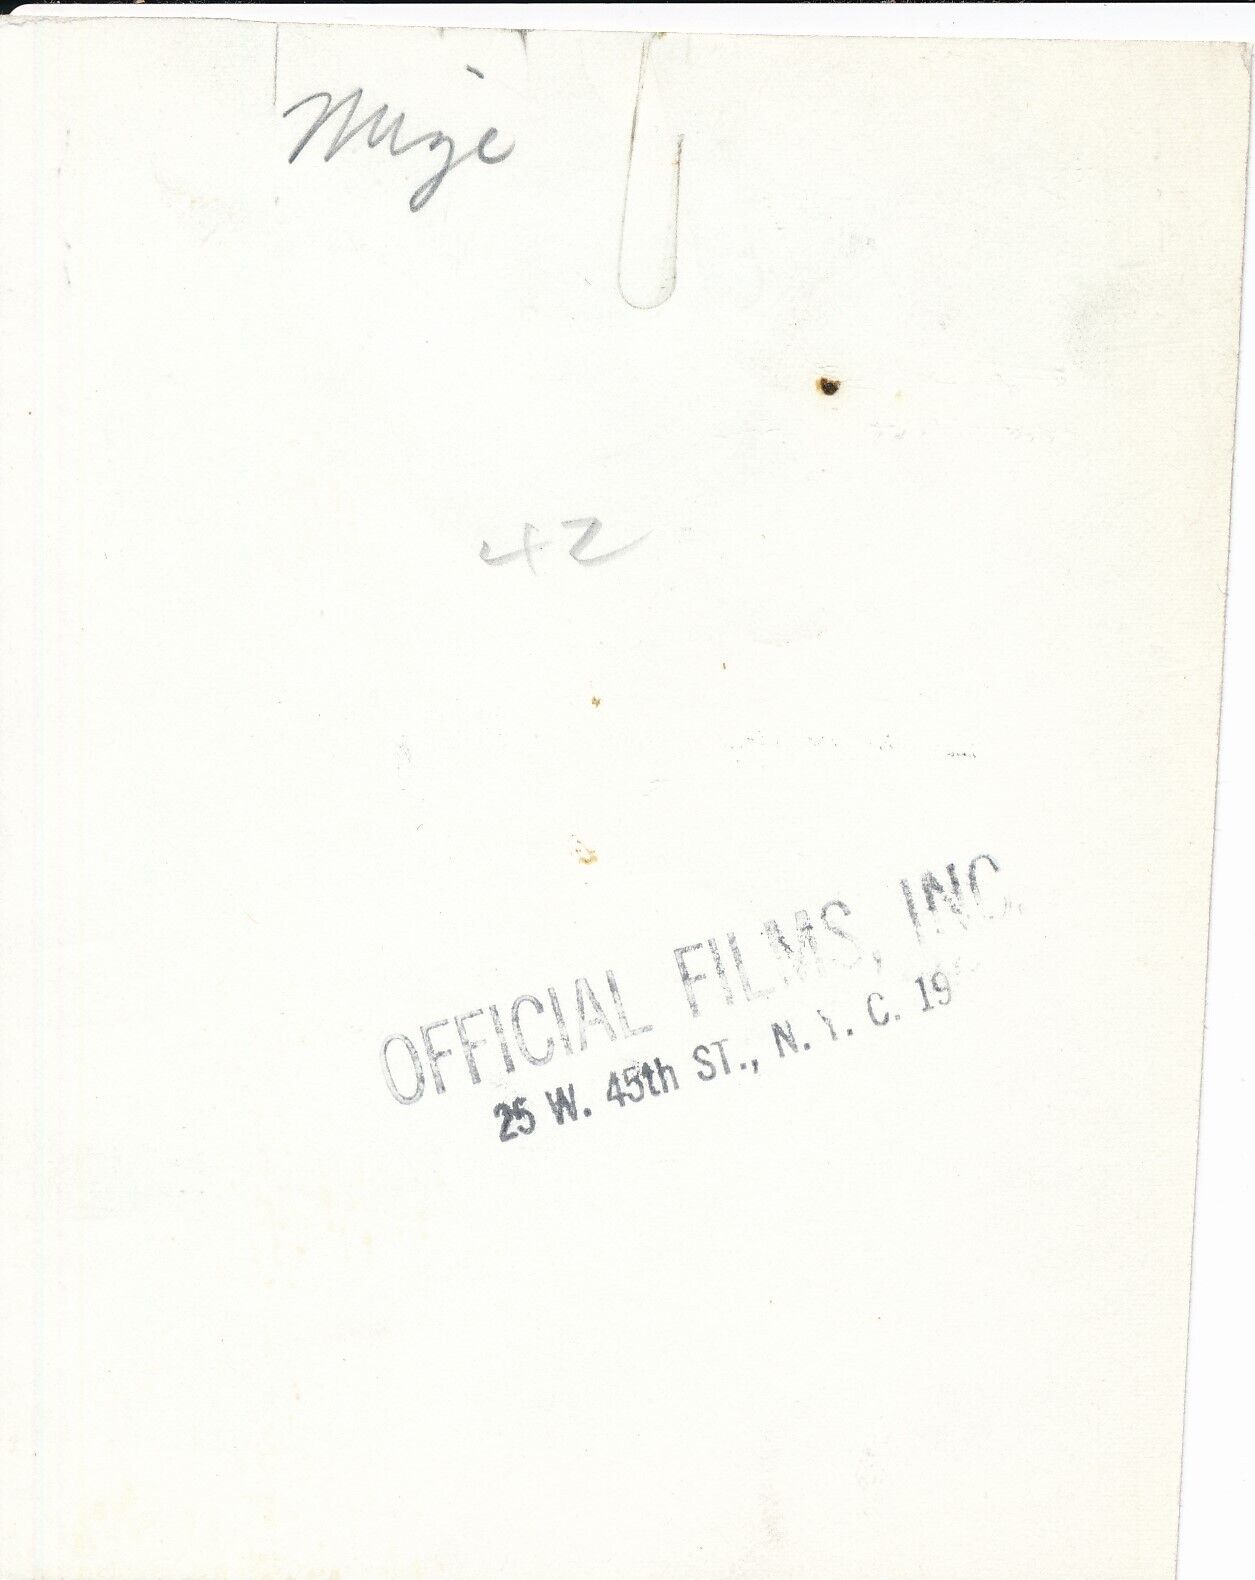 Mize
42
OFFICIAL FILMS, INC.
25 W. 45th ST., N. Y. C. 19